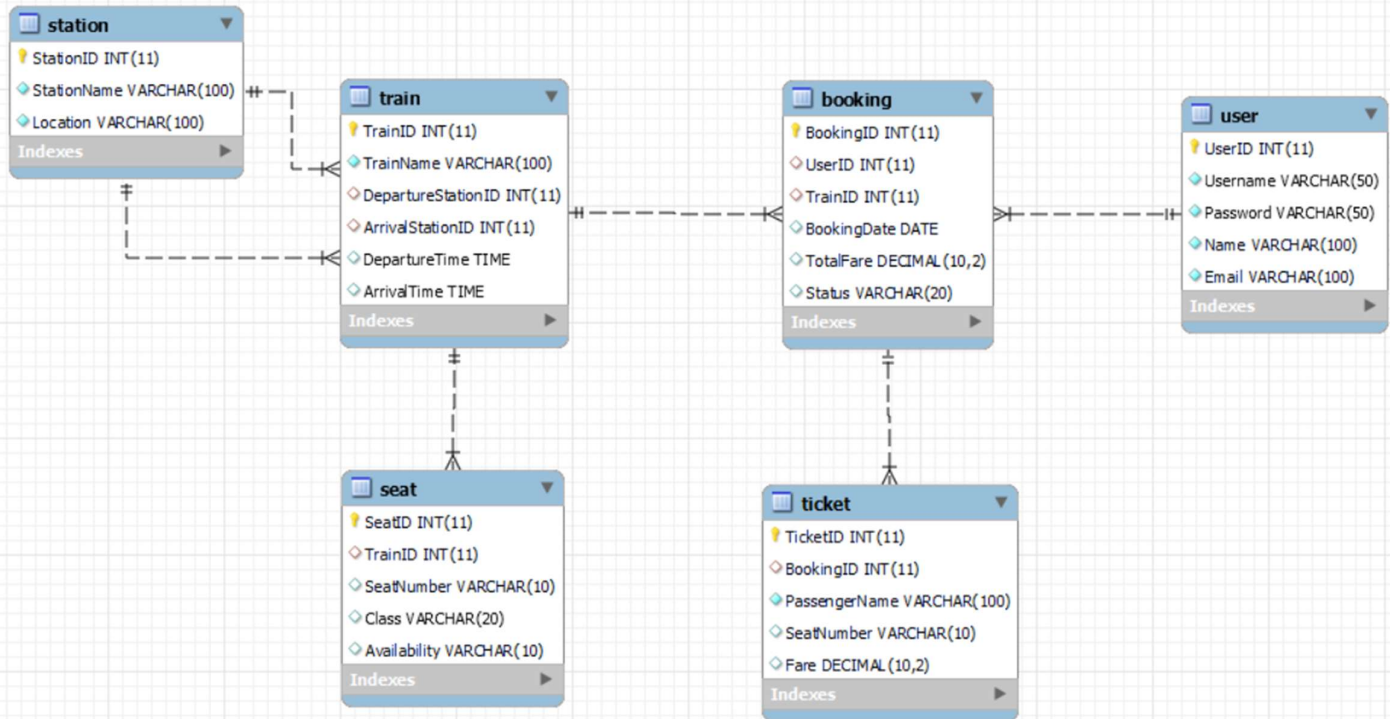 station
StationID INT(11)
StationName VARCHAR(100)
Location VARCHAR(100)
Indexes
train
TrainID INT(11)
TrainName VARCHAR(100)
DepartureStationID INT(11)
ArrivalStationID INT(11)
DepartureTime TIME
ArrivalTime TIME
Indexes
booking
BookingID INT(11)
UserID INT(11)
TrainID INT(11)
BookingDate DATE
TotalFare DECIMAL(10,2)
Status VARCHAR(20)
Indexes
user
UserID INT(11)
Username VARCHAR(50)
Password VARCHAR(50)
Name VARCHAR(100)
Email VARCHAR(100)
Indexes
seat
SeatID INT(11)
TrainID INT(11)
SeatNumber VARCHAR(10)
Class VARCHAR(20)
Availability VARCHAR(10)
Indexes
ticket
TicketID INT(11)
BookingID INT(11)
PassengerName VARCHAR(100)
SeatNumber VARCHAR(10)
Fare DECIMAL(10,2)
Indexes